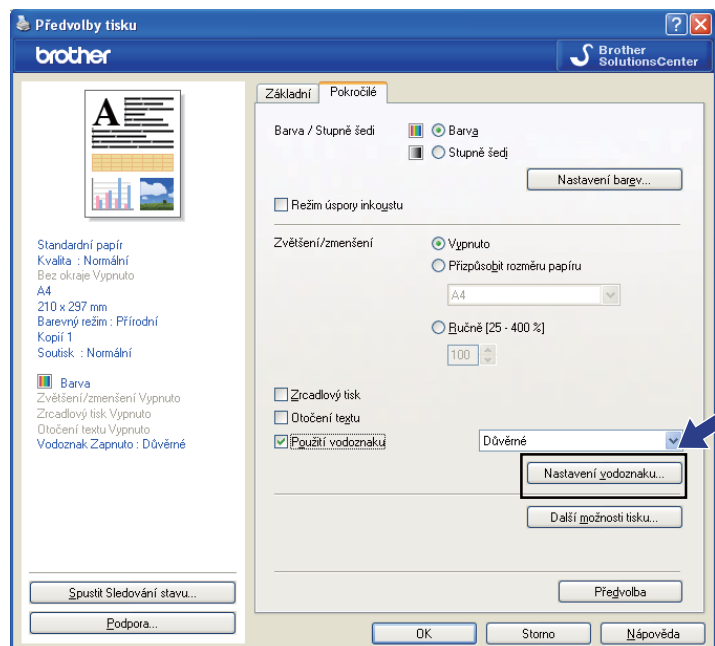 Předvolby tisku
brother
Brother
SolutionsCenter
Základní
Pokročilé
A
Standardní papír
Kvalita : Normální
Bez okraje Vypnuto
A4
210 x 297 mm
Barevný režim : Přírodní
Kopií 1
Soutisk : Normální
Barva
Zvětšení/zmenšení Vypnuto
Zrcadlový tisk Vypnuto
Otočení textu Vypnuto
Vodoznak Zapnuto : Důvěrné
Spustit Sledování stavu...
Podpora...
Barva / Stupně šedi
Barva
Stupně šedi
Nastavení barev...
Režim úspory inkoustu
Zvětšení/zmenšení
Vypnuto
Přizpůsobit rozměru papíru
A4
Ručně [25 - 400 %]
100
Zrcadlový tisk
Otočení textu
Použití vodoznaku
Důvěrné
Nastavení vodoznaku...
Další možnosti tisku...
Předvolba
OK
Storno
Nápověda